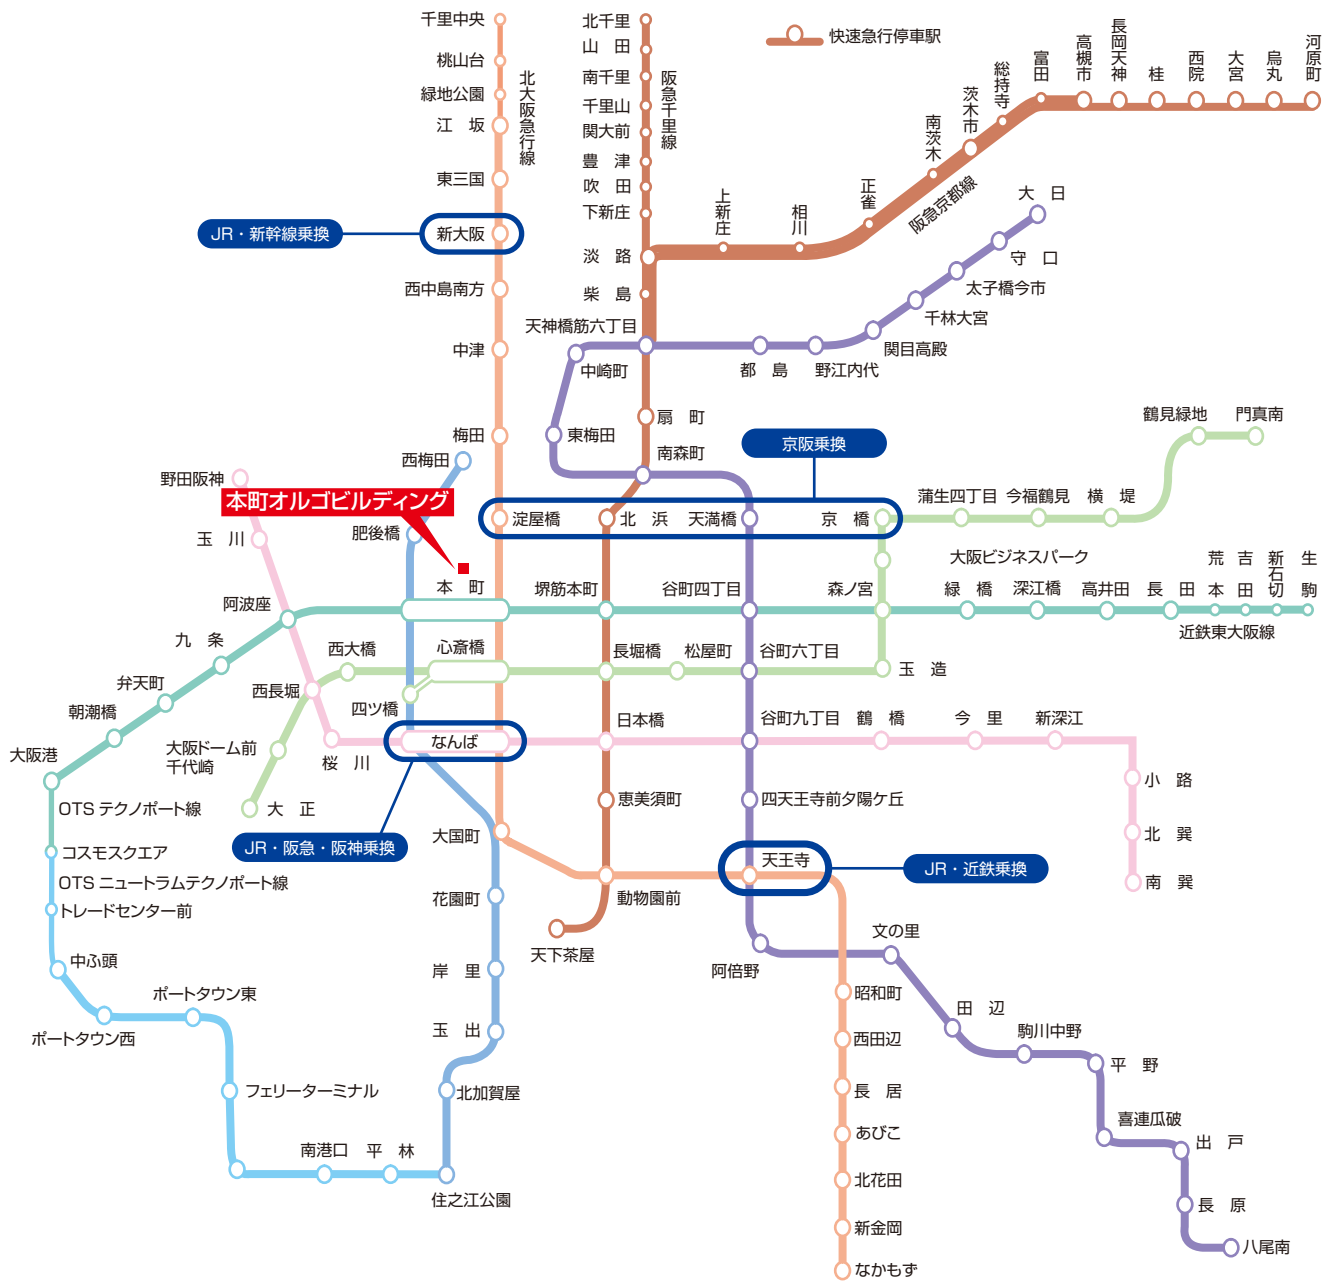 千里中央
桃山台
緑地公園
江 坂
東三国
新大阪
西中島南方
中津
梅田
淀屋橋
北大阪急行線
JR・新幹線乗換
北千里
山 田
南千里
千里山
関大前
豊 津
吹 田
下新庄
淡 路
柴 島
天神橋筋六丁目
阪急千里線
快速急行停車駅
上新庄
相川
正雀
南茨木
茨木市
総持寺
富田
高槻市
長岡天神
桂
西院
大宮
烏丸
河原町
阪急京都線
大 日
守 口
太子橋今市
千林大宮
関目高殿
野江内代
都 島
中崎町
東梅田
扇 町
南森町
京阪乗換
北 浜
天満橋
京 橋
鶴見緑地
門真南
蒲生四丁目
今福鶴見
横 堤
大阪ビジネスパーク
西梅田
野田阪神
本町オルゴビルディング
肥後橋
玉 川
本 町
堺筋本町
谷町四丁目
森ノ宮
緑 橋
深江橋
高井田
長 田
荒本
吉田
新石切
生駒
近鉄東大阪線
阿波座
九 条
弁天町
朝潮橋
大阪港
西大橋
心斎橋
長堀橋
松屋町
谷町六丁目
玉 造
西長堀
四ツ橋
大阪ドーム前
千代崎
大 正
桜 川
なんば
日本橋
谷町九丁目
鶴 橋
今 里
新深江
小 路
北 巽
南 巽
JR・阪急・阪神乗換
OTS テクノポート線
コスモスクエア
OTS ニュートラムテクノポート線
トレードセンター前
中ふ頭
ポートタウン西
ポートタウン東
フェリーターミナル
南港口
平 林
住之江公園
大国町
花園町
岸 里
玉 出
北加賀屋
恵美須町
動物園前
天下茶屋
四天王寺前夕陽ケ丘
天王寺
JR・近鉄乗換
阿倍野
文の里
田 辺
駒川中野
平 野
喜連瓜破
出 戸
長 原
八尾南
昭和町
西田辺
長 居
あびこ
北花田
新金岡
なかもず